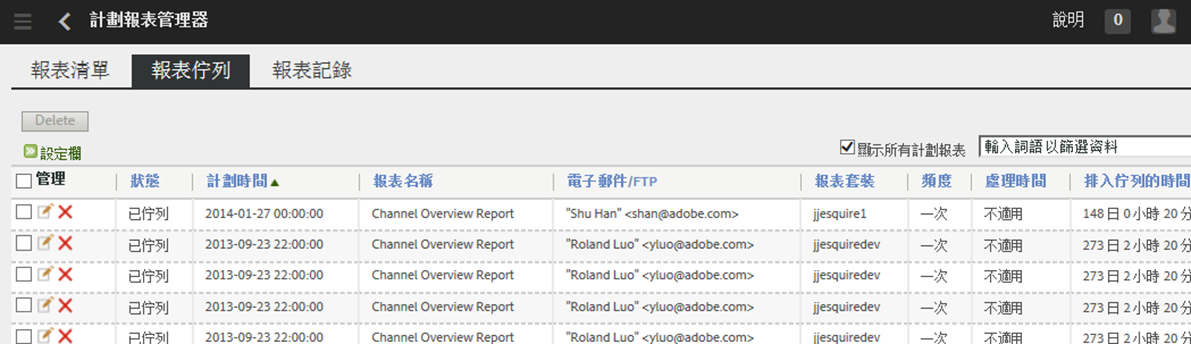 計劃報表管理器 說明 0
報表清單 報表佇列 報表記錄
Delete
設定欄 顯示所有計劃報表 輸入詞語以篩選資料
管理 狀態 計劃時間 報表名稱 電子郵件/FTP 報表套裝 頻度 處理時間 排入佇列的時間
已佇列 2014-01-27 00:00:00 Channel Overview Report "Shu Han" <shan@adobe.com> jjesquire1 一次 不適用 148 日 0 小時 20 分
已佇列 2013-09-23 22:00:00 Channel Overview Report "Roland Luo" <yluo@adobe.com> jjesquiredev 一次 不適用 273 日 2 小時 20 分
已佇列 2013-09-23 22:00:00 Channel Overview Report "Roland Luo" <yluo@adobe.com> jjesquiredev 一次 不適用 273 日 2 小時 20 分
已佇列 2013-09-23 22:00:00 Channel Overview Report "Roland Luo" <yluo@adobe.com> jjesquiredev 一次 不適用 273 日 2 小時 20 分
已佇列 2013-09-23 22:00:00 Channel Overview Report "Roland Luo" <yluo@adobe.com> jjesquiredev 一次 不適用 273 日 2 小時 20 分